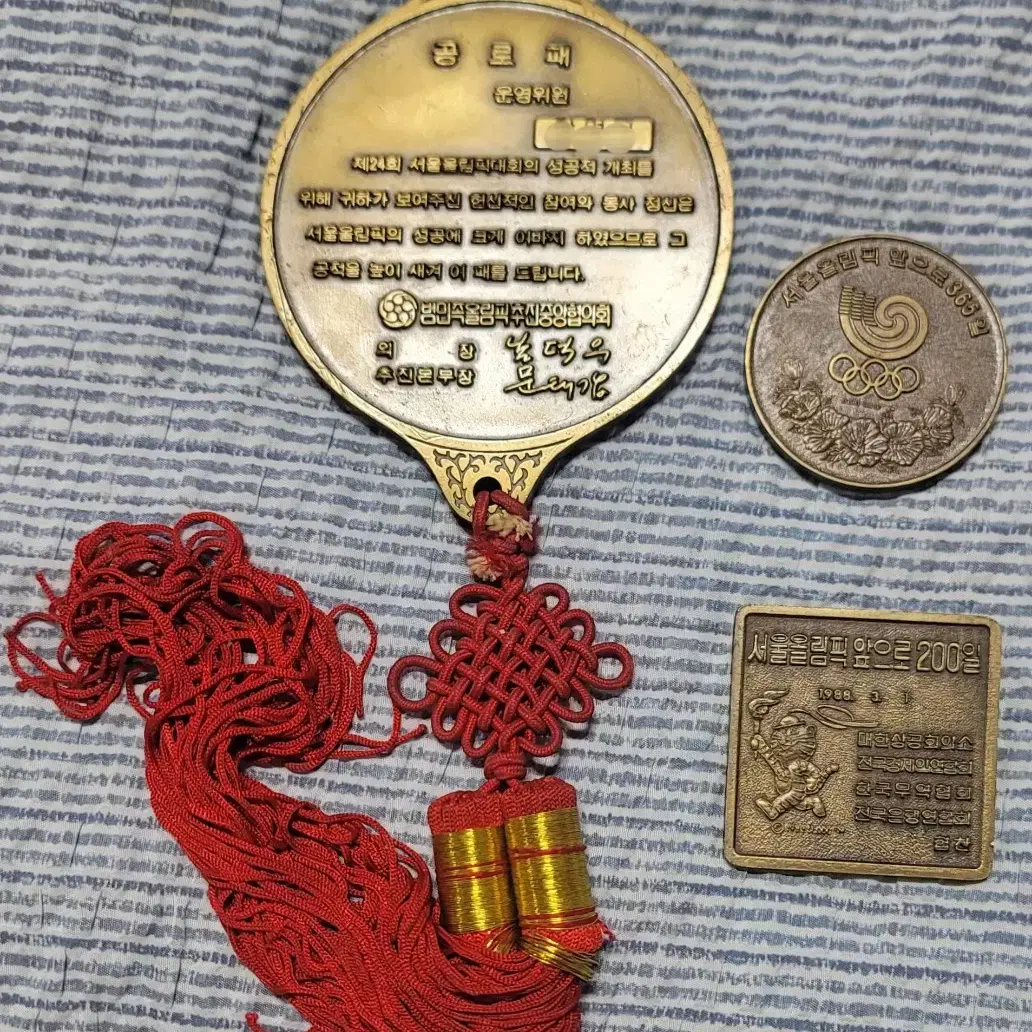 공로패
운영위원
제24회 서울올림픽대회의 성공적 개최를
위해 귀하가 보여주신 헌신적인 참여와 봉사 정신은
서울올림픽의 성공에 크게 이바지 하였으므로 그
공적을 높이 새겨 이 패를 드립니다.
범민족올림픽추진중앙협의회
의 장 남덕우
추진본부장 문태갑
서울올림픽 앞으로 365일
서울올림픽 앞으로 200일
1988. 3. 1
대한상공회의소
전국경제인연합회
한국무역협회
전국은행연합회
협찬